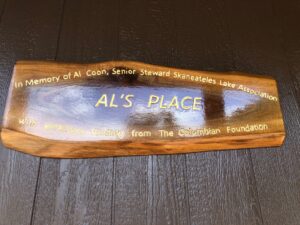 In Memory of Al Coon, Senior Steward Skaneateles Lake Association
AL'S PLACE
with from The Columbian Foundation